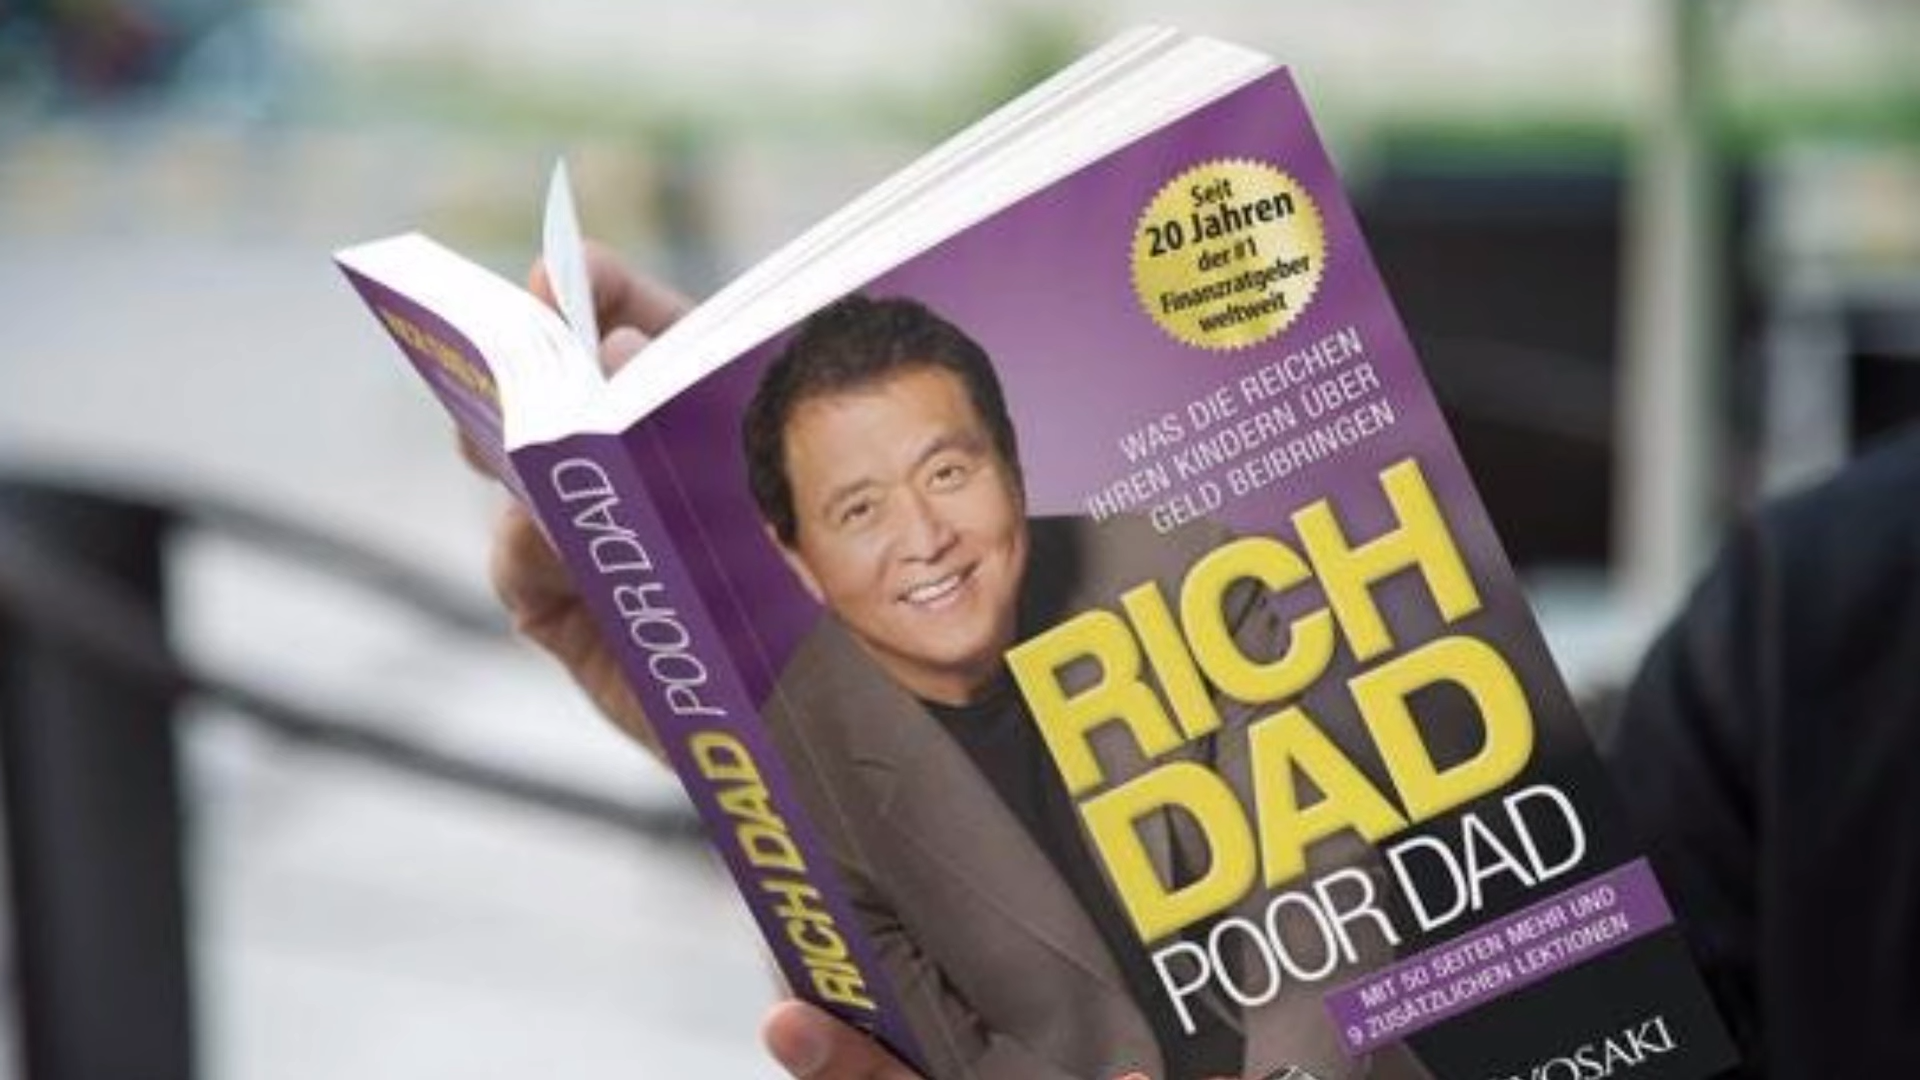 Seit
20 Jahren
der #1
Finanzratgeber
weltweit
WAS DIE REICHEN
IHREN KINDERN ÜBER
GELD BEIBRINGEN
RICH
DAD
POOR DAD
MIT 50 SEITEN MEHR UND
9 ZUSÄTZLICHEN LEKTIONEN
YOSAKI
RICH DAD POOR DAD